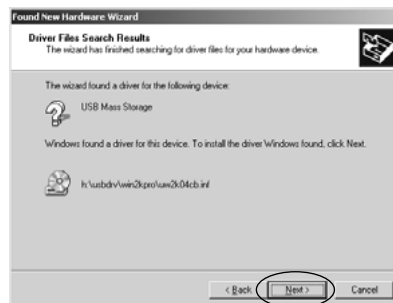 Found New Hardware Wizard
Driver Files Search Results
The wizard has finished searching for driver files for your hardware device.
The wizard found a driver for the following device:
USB Mass Storage
Windows found a driver for this device. To install the driver Windows found, click Next.
h:\usbdrv\win2kpro\uw2k04cb.inf
< Back
Next >
Cancel